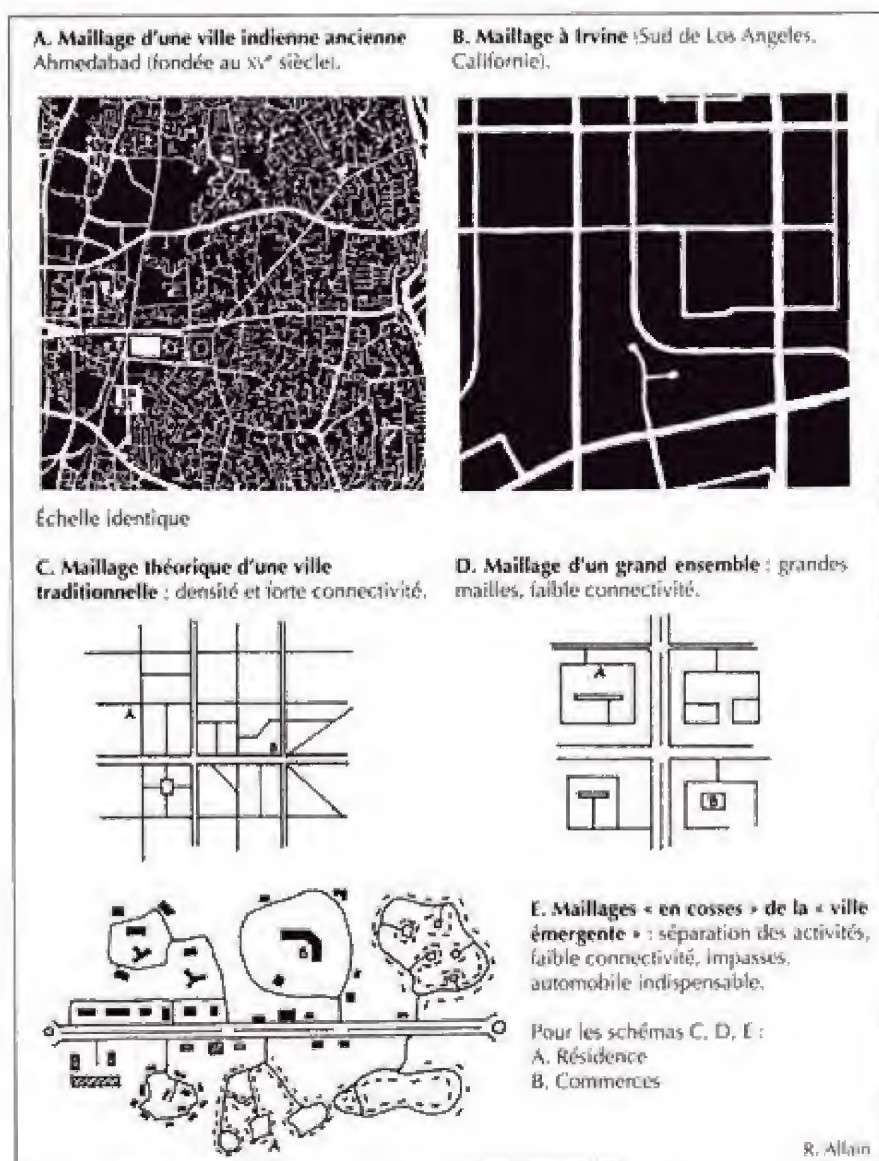 A. Maillage d'une ville indienne ancienne
Ahmedabad (fondée au XVe siècle).
B. Maillage à Irvine (Sud de Los Angeles,
Californie).
Échelle identique
C. Maillage théorique d'une ville
traditionnelle : densité et forte connectivité.
D. Maillage d'un grand ensemble : grandes
mailles, faible connectivité.
A
B
A
B
B
A
E. Maillages « en cosses » de la « ville
émergente » : séparation des activités,
faible connectivité, impasses,
automobile indispensable.
Pour les schémas C, D, E :
A. Résidence
B. Commerces
R. Allain